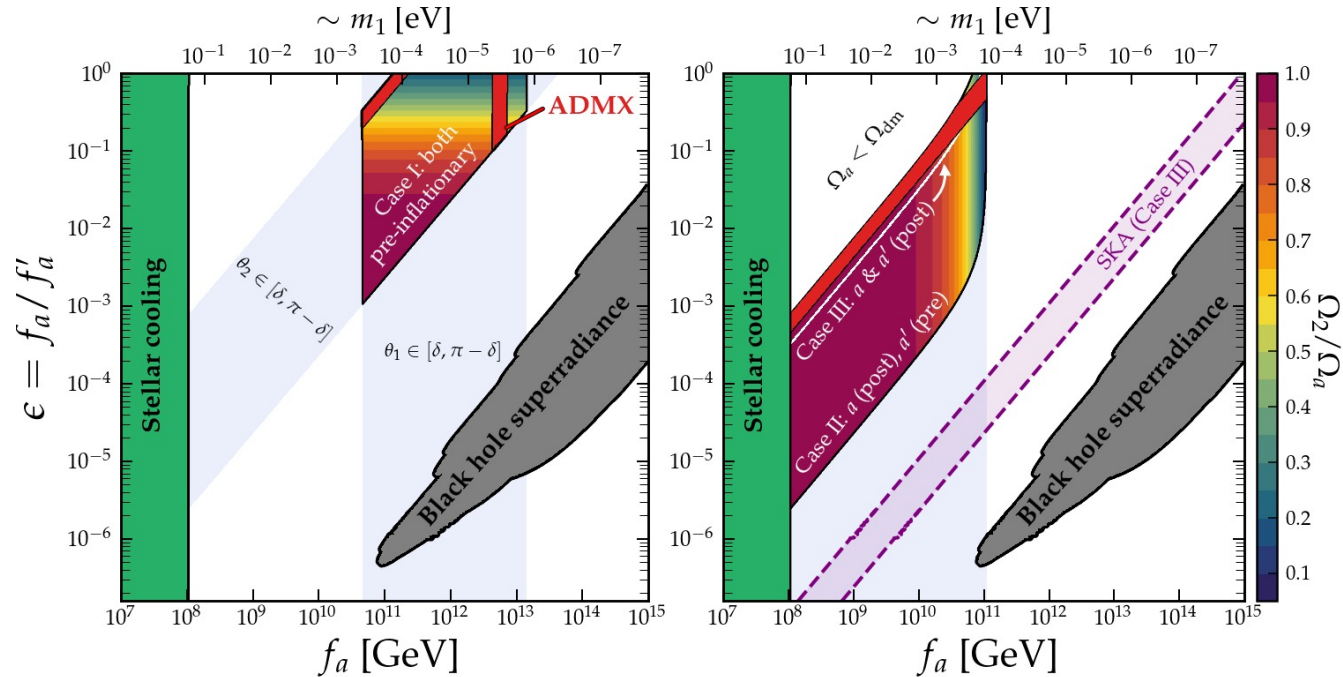 ∼ m₁ [eV]
10⁻¹ 10⁻² 10⁻³ 10⁻⁴ 10⁻⁵ 10⁻⁶ 10⁻⁷
10⁰
10⁻¹
10⁻²
10⁻³
10⁻⁴
10⁻⁵
10⁻⁶
ϵ = fₐ/fₐ′
Stellar cooling
θ₂ ∈ [δ, π − δ]
Case I: both
pre-inflationary
ADMX
θ₁ ∈ [δ, π − δ]
Black hole superradiance
10⁷ 10⁸ 10⁹ 10¹⁰ 10¹¹ 10¹² 10¹³ 10¹⁴ 10¹⁵
fₐ [GeV]
∼ m₁ [eV]
10⁻¹ 10⁻² 10⁻³ 10⁻⁴ 10⁻⁵ 10⁻⁶ 10⁻⁷
10⁰
10⁻¹
10⁻²
10⁻³
10⁻⁴
10⁻⁵
10⁻⁶
Stellar cooling
Ωₐ < Ω_dm
Case III: a & a′ (post)
Case II: a (post), a′ (pre)
SKA (Case III)
Black hole superradiance
10⁷ 10⁸ 10⁹ 10¹⁰ 10¹¹ 10¹² 10¹³ 10¹⁴ 10¹⁵
fₐ [GeV]
1.0
0.9
0.8
0.7
0.6
0.5
0.4
0.3
0.2
0.1
Ω₂/Ωₐ